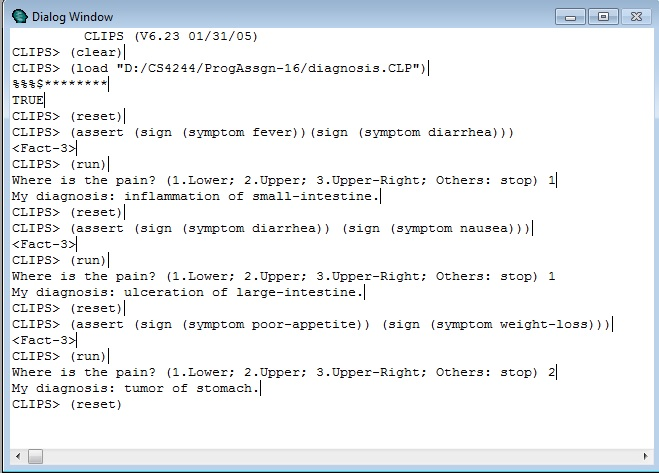 Dialog Window
CLIPS (V6.23 01/31/05)
CLIPS> (clear)
CLIPS> (load "D:/CS4244/ProgAssgn-16/diagnosis.CLP")
%%%$********
TRUE
CLIPS> (reset)
CLIPS> (assert (sign (symptom fever))(sign (symptom diarrhea)))
<Fact-3>
CLIPS> (run)
Where is the pain? (1.Lower; 2.Upper; 3.Upper-Right; Others: stop) 1
My diagnosis: inflammation of small-intestine.
CLIPS> (reset)
CLIPS> (assert (sign (symptom diarrhea)) (sign (symptom nausea)))
<Fact-3>
CLIPS> (run)
Where is the pain? (1.Lower; 2.Upper; 3.Upper-Right; Others: stop) 1
My diagnosis: ulceration of large-intestine.
CLIPS> (reset)
CLIPS> (assert (sign (symptom poor-appetite)) (sign (symptom weight-loss)))
<Fact-3>
CLIPS> (run)
Where is the pain? (1.Lower; 2.Upper; 3.Upper-Right; Others: stop) 2
My diagnosis: tumor of stomach.
CLIPS> (reset)